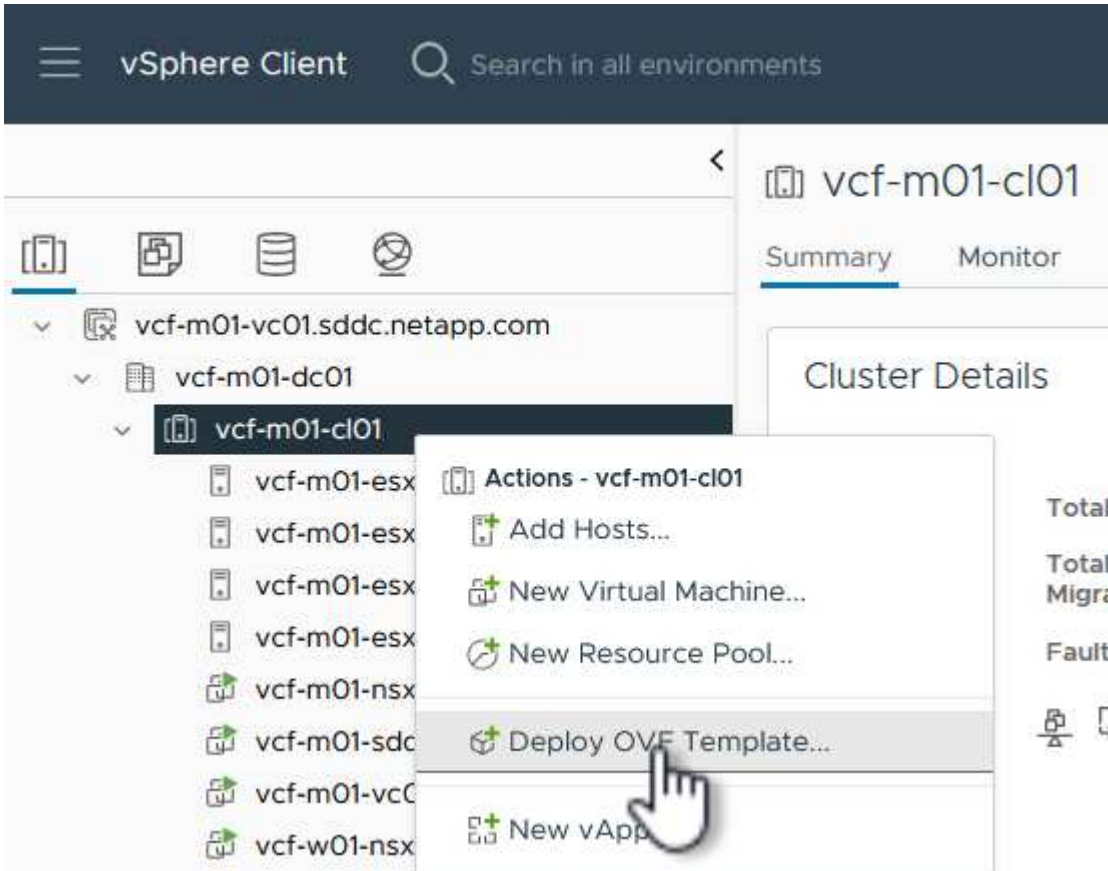 vSphere Client
Search in all environments
vcf-m01-cl01
Summary Monitor
vcf-m01-vc01.sddc.netapp.com
vcf-m01-dc01
vcf-m01-cl01
Cluster Details
vcf-m01-esx
vcf-m01-esx
vcf-m01-esx
vcf-m01-esx
vcf-m01-nsx
vcf-m01-sdd
vcf-m01-vc0
vcf-w01-nsx
Actions - vcf-m01-cl01
Add Hosts...
New Virtual Machine...
New Resource Pool...
Deploy OVF Template...
New vApp
Total
Total
Migra
Fault